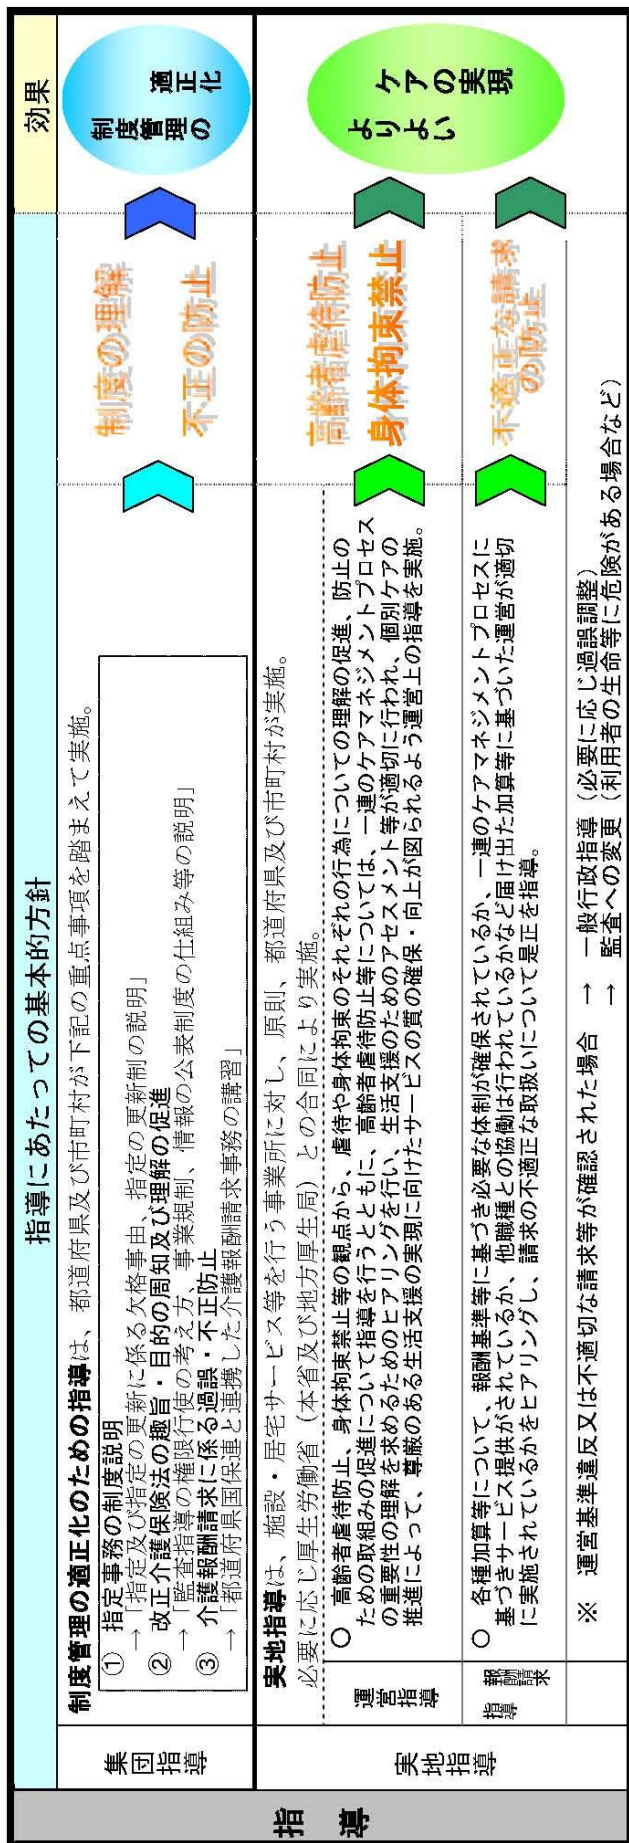 指導
指導にあたっての基本的方針
効果
集団指導
制度管理の適正化のための指導は、都道府県及び市町村が下記の重点事項を踏まえて実施。
① 指定事務の制度説明
→「指定及び指定の更新に係る欠格事由、指定の更新制の説明」
② 改正介護保険法の趣旨・目的の周知及び理解の促進
→「監査指導の権限行使の考え方、事業規制、情報の公表制度の仕組み等の説明」
③ 介護報酬請求に係る過誤・不正防止
→「都道府県国保連と連携した介護報酬請求事務の講習」
制度の理解
不正の防止
制度管理の
適正化
実地指導
実地指導は、施設・居宅サービス等を行う事業所に対し、原則、都道府県及び市町村が実施。
必要に応じ厚生労働省（本省及び地方厚生局）との合同により実施。
運営指導
○ 高齢者虐待防止、身体拘束禁止等の観点から、虐待や身体拘束のそれぞれの行為についての理解の促進、防止の
ための取組みの促進について指導を行うとともに、高齢者虐待防止等については、一連のケアマネジメントプロセス
の重要性の理解を求めるためのヒアリングを行い、生活支援のためのアセスメント等が適切に行われ、個別ケアの
推進によって、尊厳のある生活支援の実現に向けたサービスの質の確保・向上が図られるよう運営上の指導を実施。
高齢者虐待防止
身体拘束禁止
よりよい
ケアの実現
報酬請求
指導
○ 各種加算等について、報酬基準等に基づき必要な体制が確保されているか、一連のケアマネジメントプロセスに
基づきサービス提供がされているか、他職種との協働は行われているかなど届け出た加算等に基づいた運営が適切
に実施されているかをヒアリングし、請求の不適正な取扱いについて是正を指導。
不適正な請求
の防止
※ 運営基準違反又は不適切な請求等が確認された場合 → 一般行政指導（必要に応じ過誤調整）
→ 監査への変更（利用者の生命等に危険がある場合など）